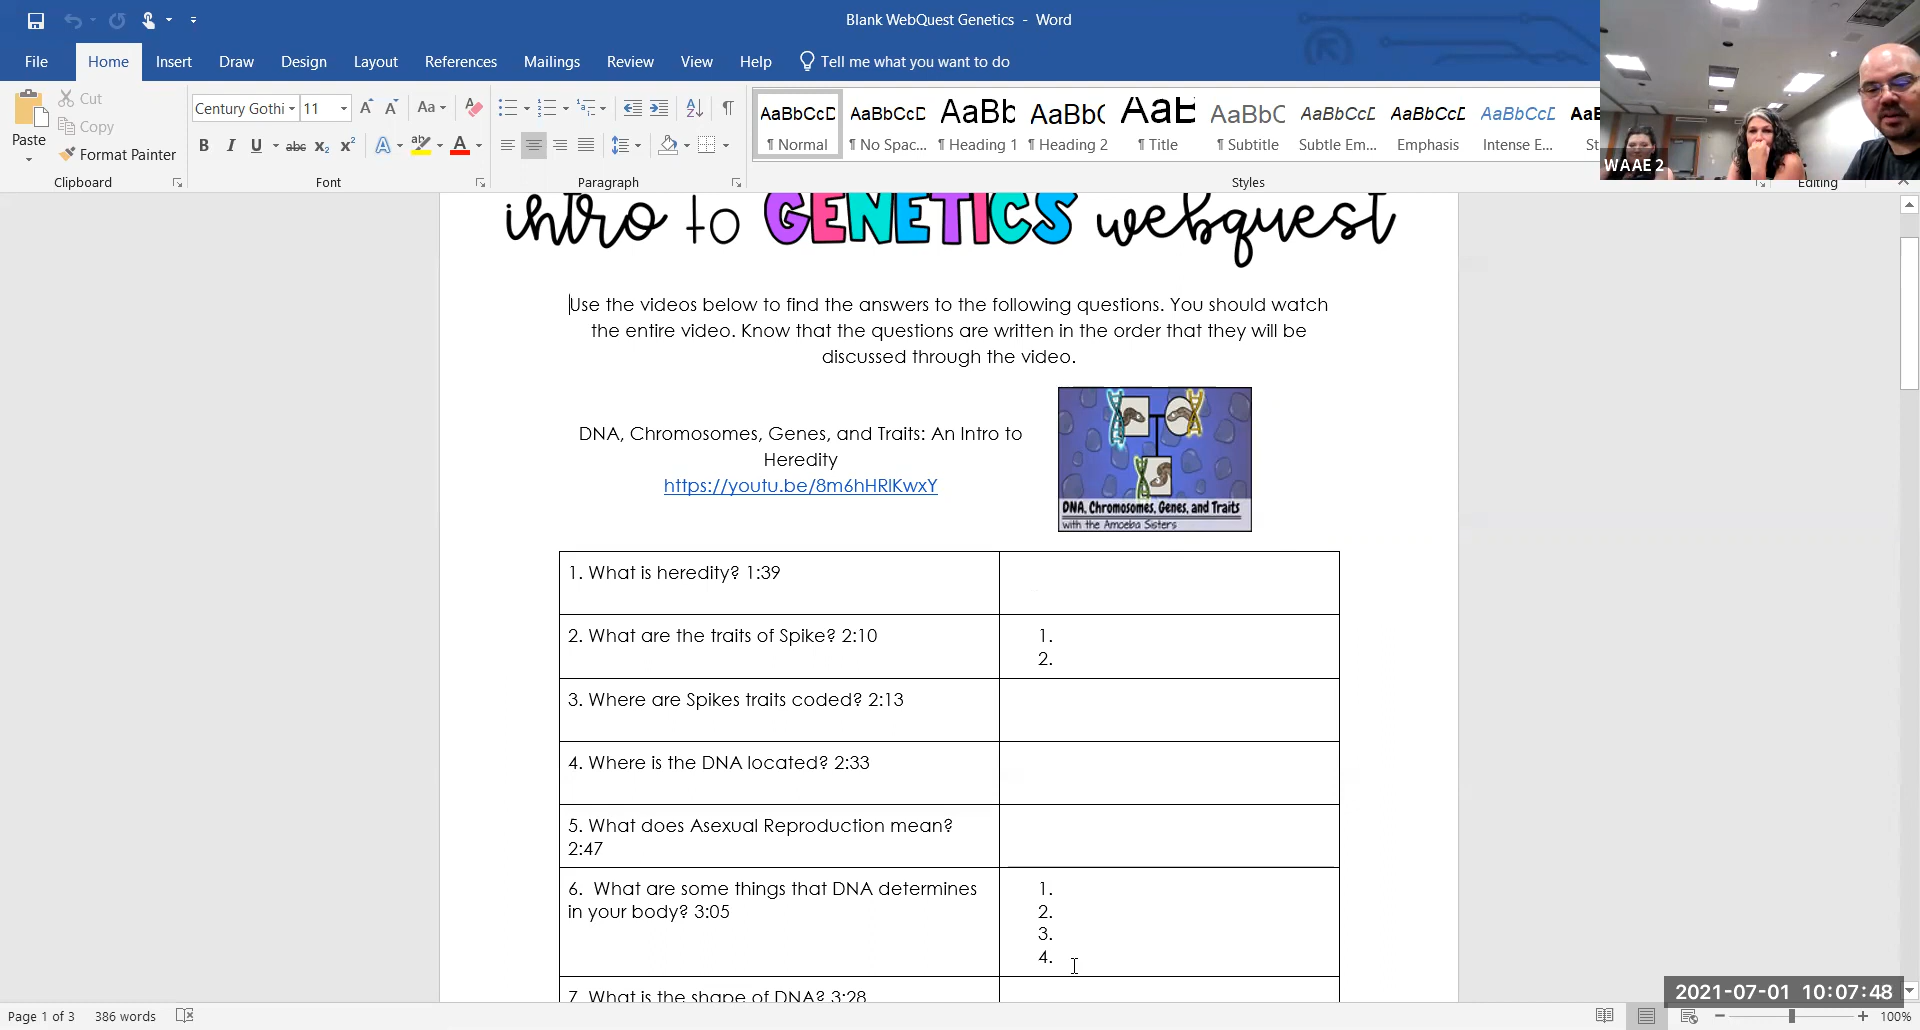 Blank WebQuest Genetics - Word
File Home Insert Draw Design Layout References Mailings Review View Help Tell me what you want to do
Cut
Copy
Format Painter
Paste
Clipboard
Century Gothi 11
Font
Paragraph
AaBbCcD AaBbCcD AaBb AaBb( AaE AaBbC AaBbCcD AaBbCcD AaBbCcD
¶ Normal ¶ No Spac... ¶ Heading 1 ¶ Heading 2 ¶ Title ¶ Subtitle Subtle Em... Emphasis Intense E...
Styles
Editing
WAAE 2
intro to GENETICS webquest
Use the videos below to find the answers to the following questions. You should watch
the entire video. Know that the questions are written in the order that they will be
discussed through the video.
DNA, Chromosomes, Genes, and Traits: An Intro to
Heredity
https://youtu.be/8m6hHRlKwxY
DNA, Chromosomes, Genes, and Traits
with the Amoeba Sisters
1. What is heredity? 1:39
2. What are the traits of Spike? 2:10
1.
2.
3. Where are Spikes traits coded? 2:13
4. Where is the DNA located? 2:33
5. What does Asexual Reproduction mean?
2:47
6. What are some things that DNA determines
in your body? 3:05
1.
2.
3.
4.
7. What is the shape of DNA? 3:28
2021-07-01 10:07:48
Page 1 of 3 386 words
100%